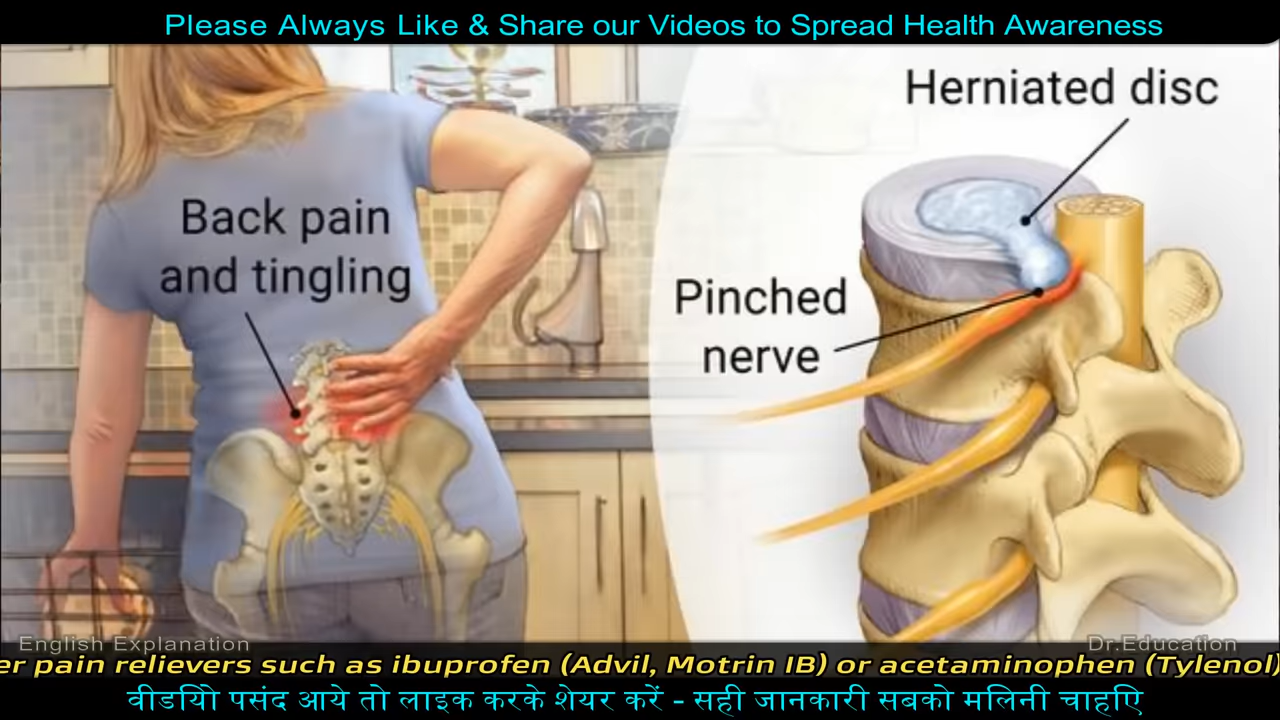 Please Always Like & Share our Videos to Spread Health Awareness
Herniated disc
Back pain
and tingling
Pinched
nerve
English Explanation
Dr.Education
er pain relievers such as ibuprofen (Advil, Motrin IB) or acetaminophen (Tylenol)
वीडयिो पसंद आये तो लाइक करके शेयर करें - सही जानकारी सबको मलिनी चाहएि